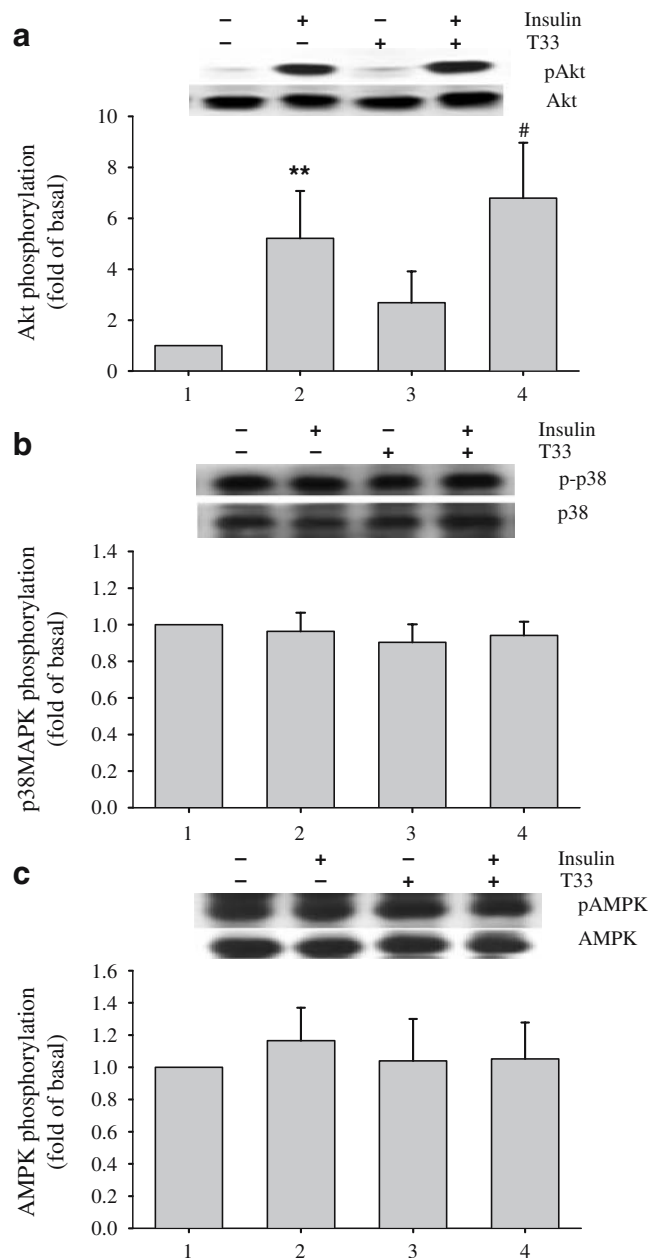 a
– + – + Insulin
– – + + T33
pAkt
Akt
Akt phosphorylation
(fold of basal)
10
8
6
4
2
0
**
#
1 2 3 4
b
– + – + Insulin
– – + + T33
p-p38
p38
p38MAPK phosphorylation
(fold of basal)
1.4
1.2
1.0
0.8
0.6
0.4
0.2
0.0
1 2 3 4
c
– + – + Insulin
– – + + T33
pAMPK
AMPK
AMPK phosphorylation
(fold of basal)
1.6
1.4
1.2
1.0
0.8
0.6
0.4
0.2
0.0
1 2 3 4